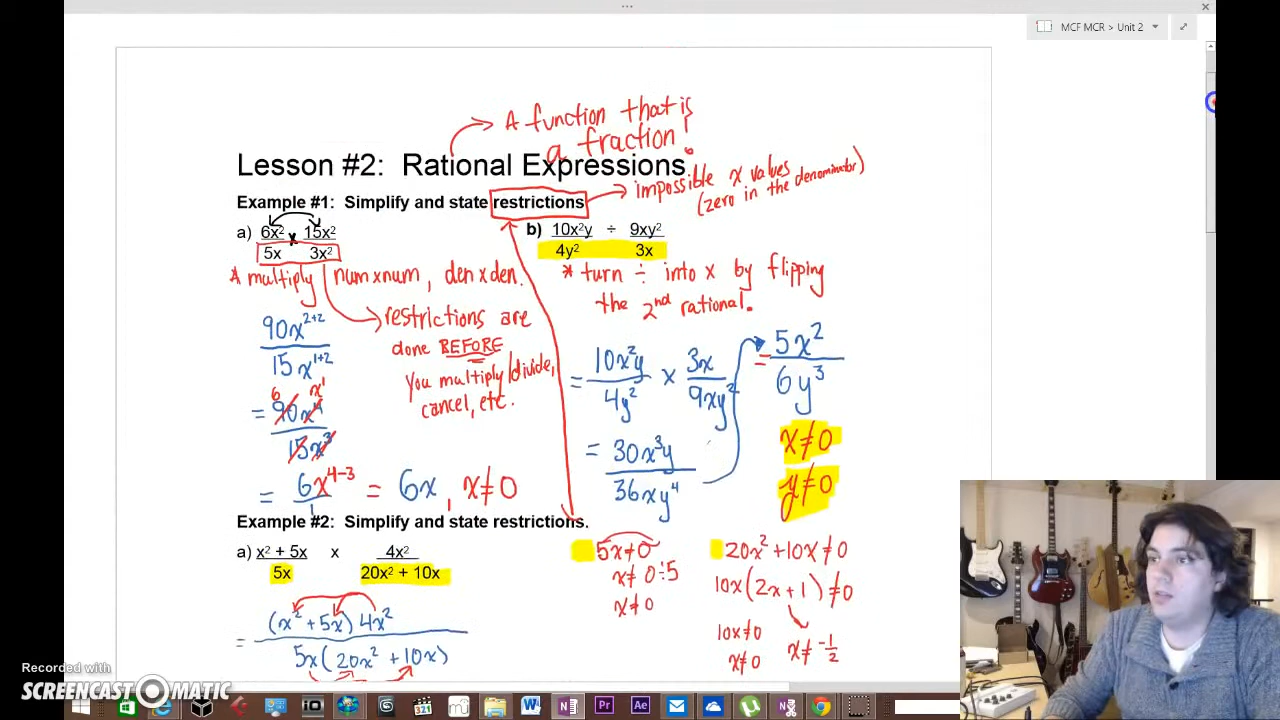 MCF MCR > Unit 2
A function that is
a fraction!
Lesson #2: Rational Expressions
impossible x values
(zero in the denominator)
Example #1: Simplify and state restrictions
a) 6x² x 15x²
5x 3x²
b) 10x²y ÷ 9xy²
4y² 3x
* multiply num x num, den x den.
* turn ÷ into x by flipping
the 2nd rational.
restrictions are
done BEFORE
You multiply/divide,
cancel, etc.
90x²⁺²
15x¹⁺²
6 x¹
= 90x⁴
15x³
= 6x⁴⁻³ = 6x, x≠0
1
= 10x²y x 3x
4y² 9xy²
= 30x³y
36xy⁴
= 5x²
6y³
x≠0
y≠0
Example #2: Simplify and state restrictions.
a) x² + 5x x 4x²
5x 20x² + 10x
= (x² + 5x) 4x²
5x(20x² + 10x)
5x≠0
x≠0÷5
x≠0
20x² + 10x ≠ 0
10x(2x + 1) ≠ 0
10x≠0
x≠0
x≠ -1/2
Recorded with
SCREENCAST MATIC